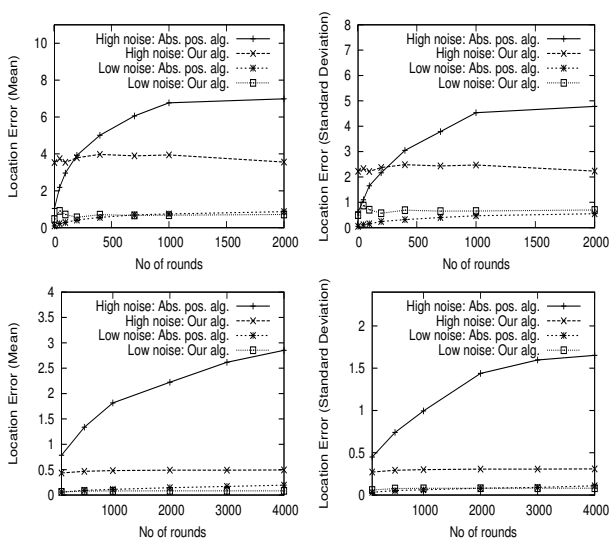 High noise: Abs. pos. alg.
High noise: Our alg.
Low noise: Abs. pos. alg.
Low noise: Our alg.
Location Error (Mean)
10
8
6
4
2
0
0 500 1000 1500 2000
No of rounds
High noise: Abs. pos. alg.
High noise: Our alg.
Low noise: Abs. pos. alg.
Low noise: Our alg.
Location Error (Standard Deviation)
8
7
6
5
4
3
2
1
0
0 500 1000 1500 2000
No of rounds
High noise: Abs. pos. alg.
High noise: Our alg.
Low noise: Abs. pos. alg.
Low noise: Our alg.
Location Error (Mean)
4
3.5
3
2.5
2
1.5
1
0.5
0
1000 2000 3000 4000
No of rounds
High noise: Abs. pos. alg.
High noise: Our alg.
Low noise: Abs. pos. alg.
Low noise: Our alg.
Location Error (Standard Deviation)
2
1.5
1
0.5
0
1000 2000 3000 4000
No of rounds